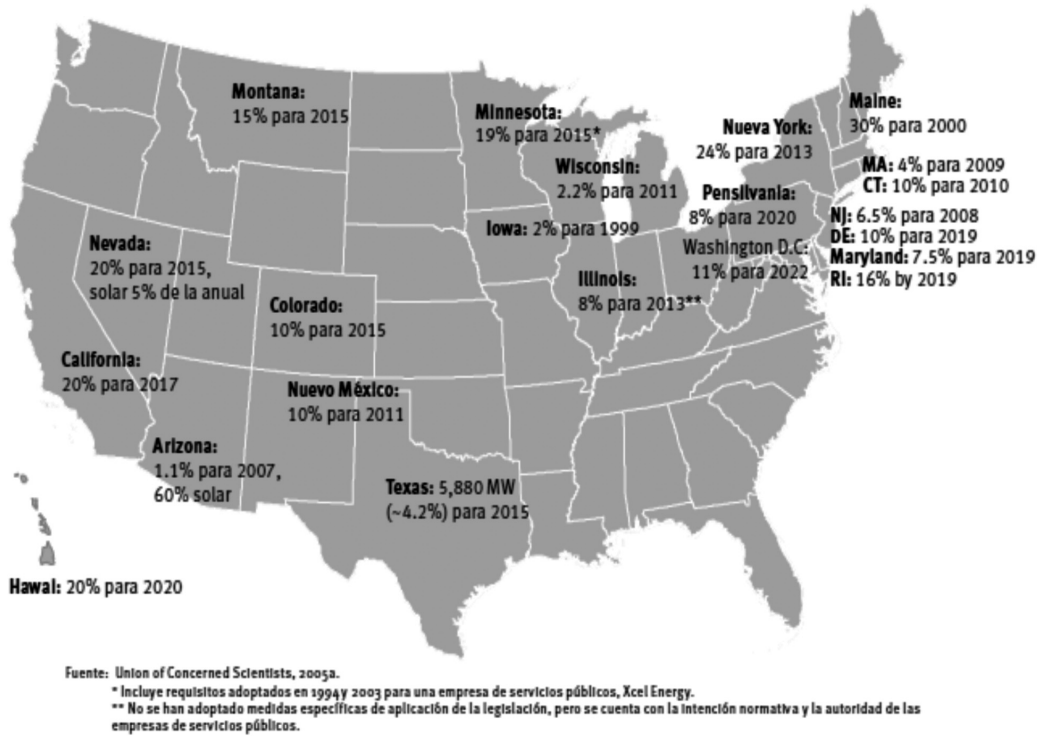 Montana:
15% para 2015
Minnesota:
19% para 2015*
Wisconsin:
2.2% para 2011
Iowa: 2% para 1999
Illinois:
8% para 2013**
Nueva York:
24% para 2013
Pensilvania:
8% para 2020
Washington D.C:
11% para 2022
Maine:
30% para 2000
MA: 4% para 2009
CT: 10% para 2010
NJ: 6.5% para 2008
DE: 10% para 2019
Maryland: 7.5% para 2019
RI: 16% by 2019
Nevada:
20% para 2015,
solar 5% de la anual
Colorado:
10% para 2015
California:
20% para 2017
Nuevo México:
10% para 2011
Arizona:
1.1% para 2007,
60% solar
Texas: 5,880 MW
(~4.2%) para 2015
Hawai: 20% para 2020
Fuente: Union of Concerned Scientists, 2005a.
* Incluye requisitos adoptados en 1994 y 2003 para una empresa de servicios públicos, Xcel Energy.
** No se han adoptado medidas específicas de aplicación de la legislación, pero se cuenta con la intención normativa y la autoridad de las
empresas de servicios públicos.